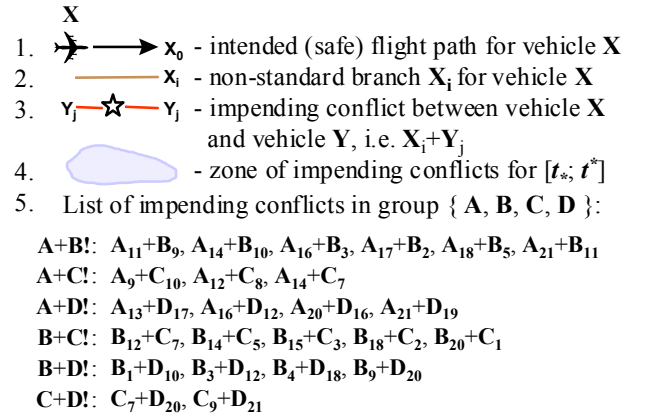 X
1. X₀ - intended (safe) flight path for vehicle X
2. Xᵢ - non-standard branch Xᵢ for vehicle X
3. Yⱼ Yⱼ - impending conflict between vehicle X
and vehicle Y, i.e. Xᵢ+Yⱼ
4. - zone of impending conflicts for [t⁎; t*]
5. List of impending conflicts in group { A, B, C, D }:
A+B!: A₁₁+B₉, A₁₄+B₁₀, A₁₆+B₃, A₁₇+B₂, A₁₈+B₅, A₂₁+B₁₁
A+C!: A₉+C₁₀, A₁₂+C₈, A₁₄+C₇
A+D!: A₁₃+D₁₇, A₁₆+D₁₂, A₂₀+D₁₆, A₂₁+D₁₉
B+C!: B₁₂+C₇, B₁₄+C₅, B₁₅+C₃, B₁₈+C₂, B₂₀+C₁
B+D!: B₁+D₁₀, B₃+D₁₂, B₄+D₁₈, B₉+D₂₀
C+D!: C₇+D₂₀, C₉+D₂₁